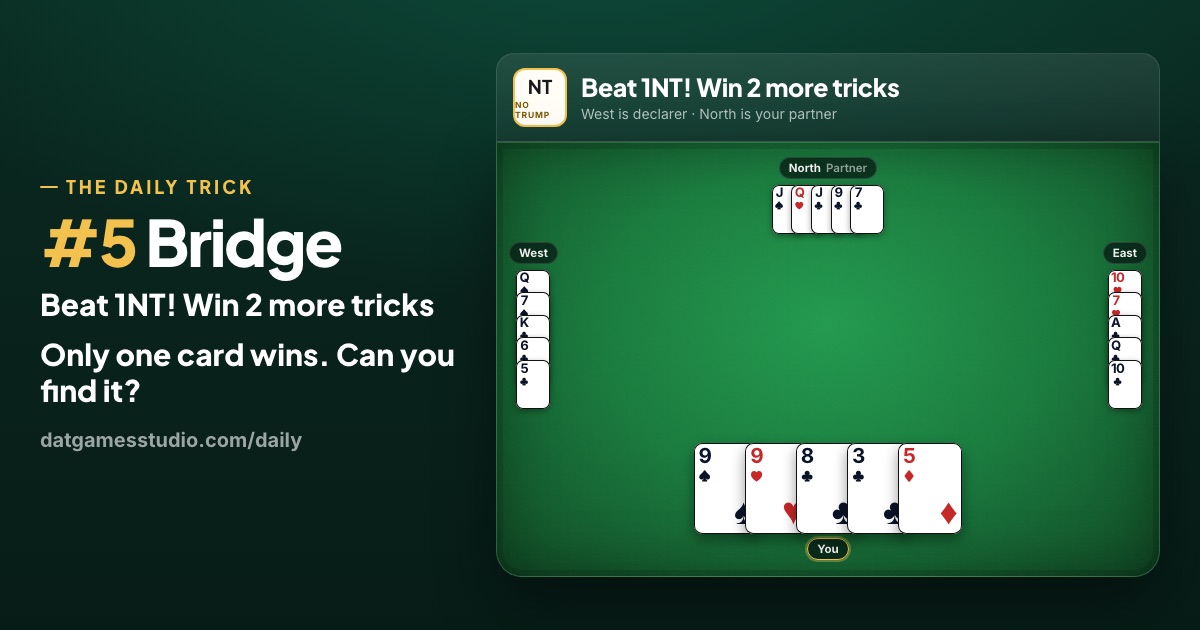 — THE DAILY TRICK
#5 Bridge
Beat 1NT! Win 2 more tricks
Only one card wins. Can you
find it?
datgamesstudio.com/daily
NT
NO
TRUMP
Beat 1NT! Win 2 more tricks
West is declarer · North is your partner
North Partner
J♠ Q♥ J♣ 9♣ 7♣
West
Q♠
7♠
K♣
6♣
5♣
East
10♥
7♥
A♣
Q♣
10♣
9♠ 9♥ 8♣ 3♣ 5♦
You